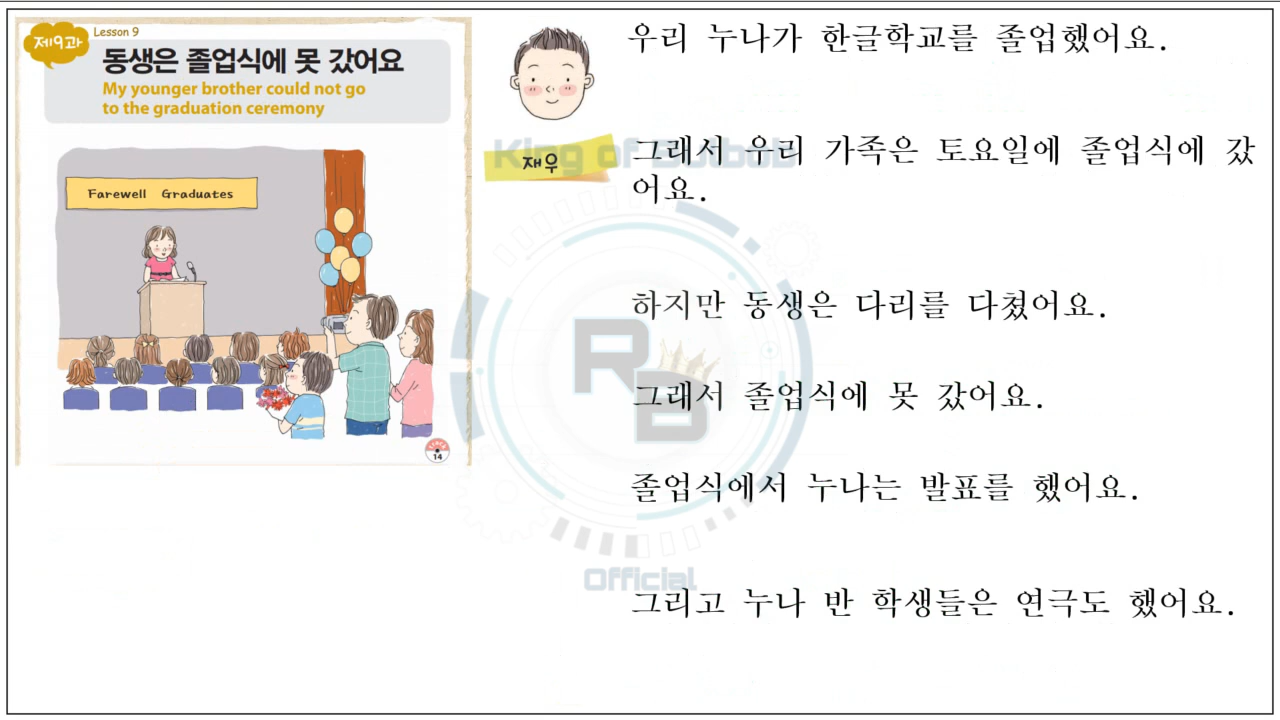 제9과
Lesson 9
동생은 졸업식에 못 갔어요
My younger brother could not go
to the graduation ceremony
Farewell Graduates
Track
14
재우
우리 누나가 한글학교를 졸업했어요.
그래서 우리 가족은 토요일에 졸업식에 갔
어요.
하지만 동생은 다리를 다쳤어요.
그래서 졸업식에 못 갔어요.
졸업식에서 누나는 발표를 했어요.
그리고 누나 반 학생들은 연극도 했어요.
King of
RB
Official